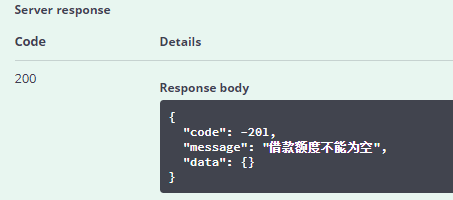 Server response
Code Details
200
Response body
{
"code": -201,
"message": "借款额度不能为空",
"data": {}
}